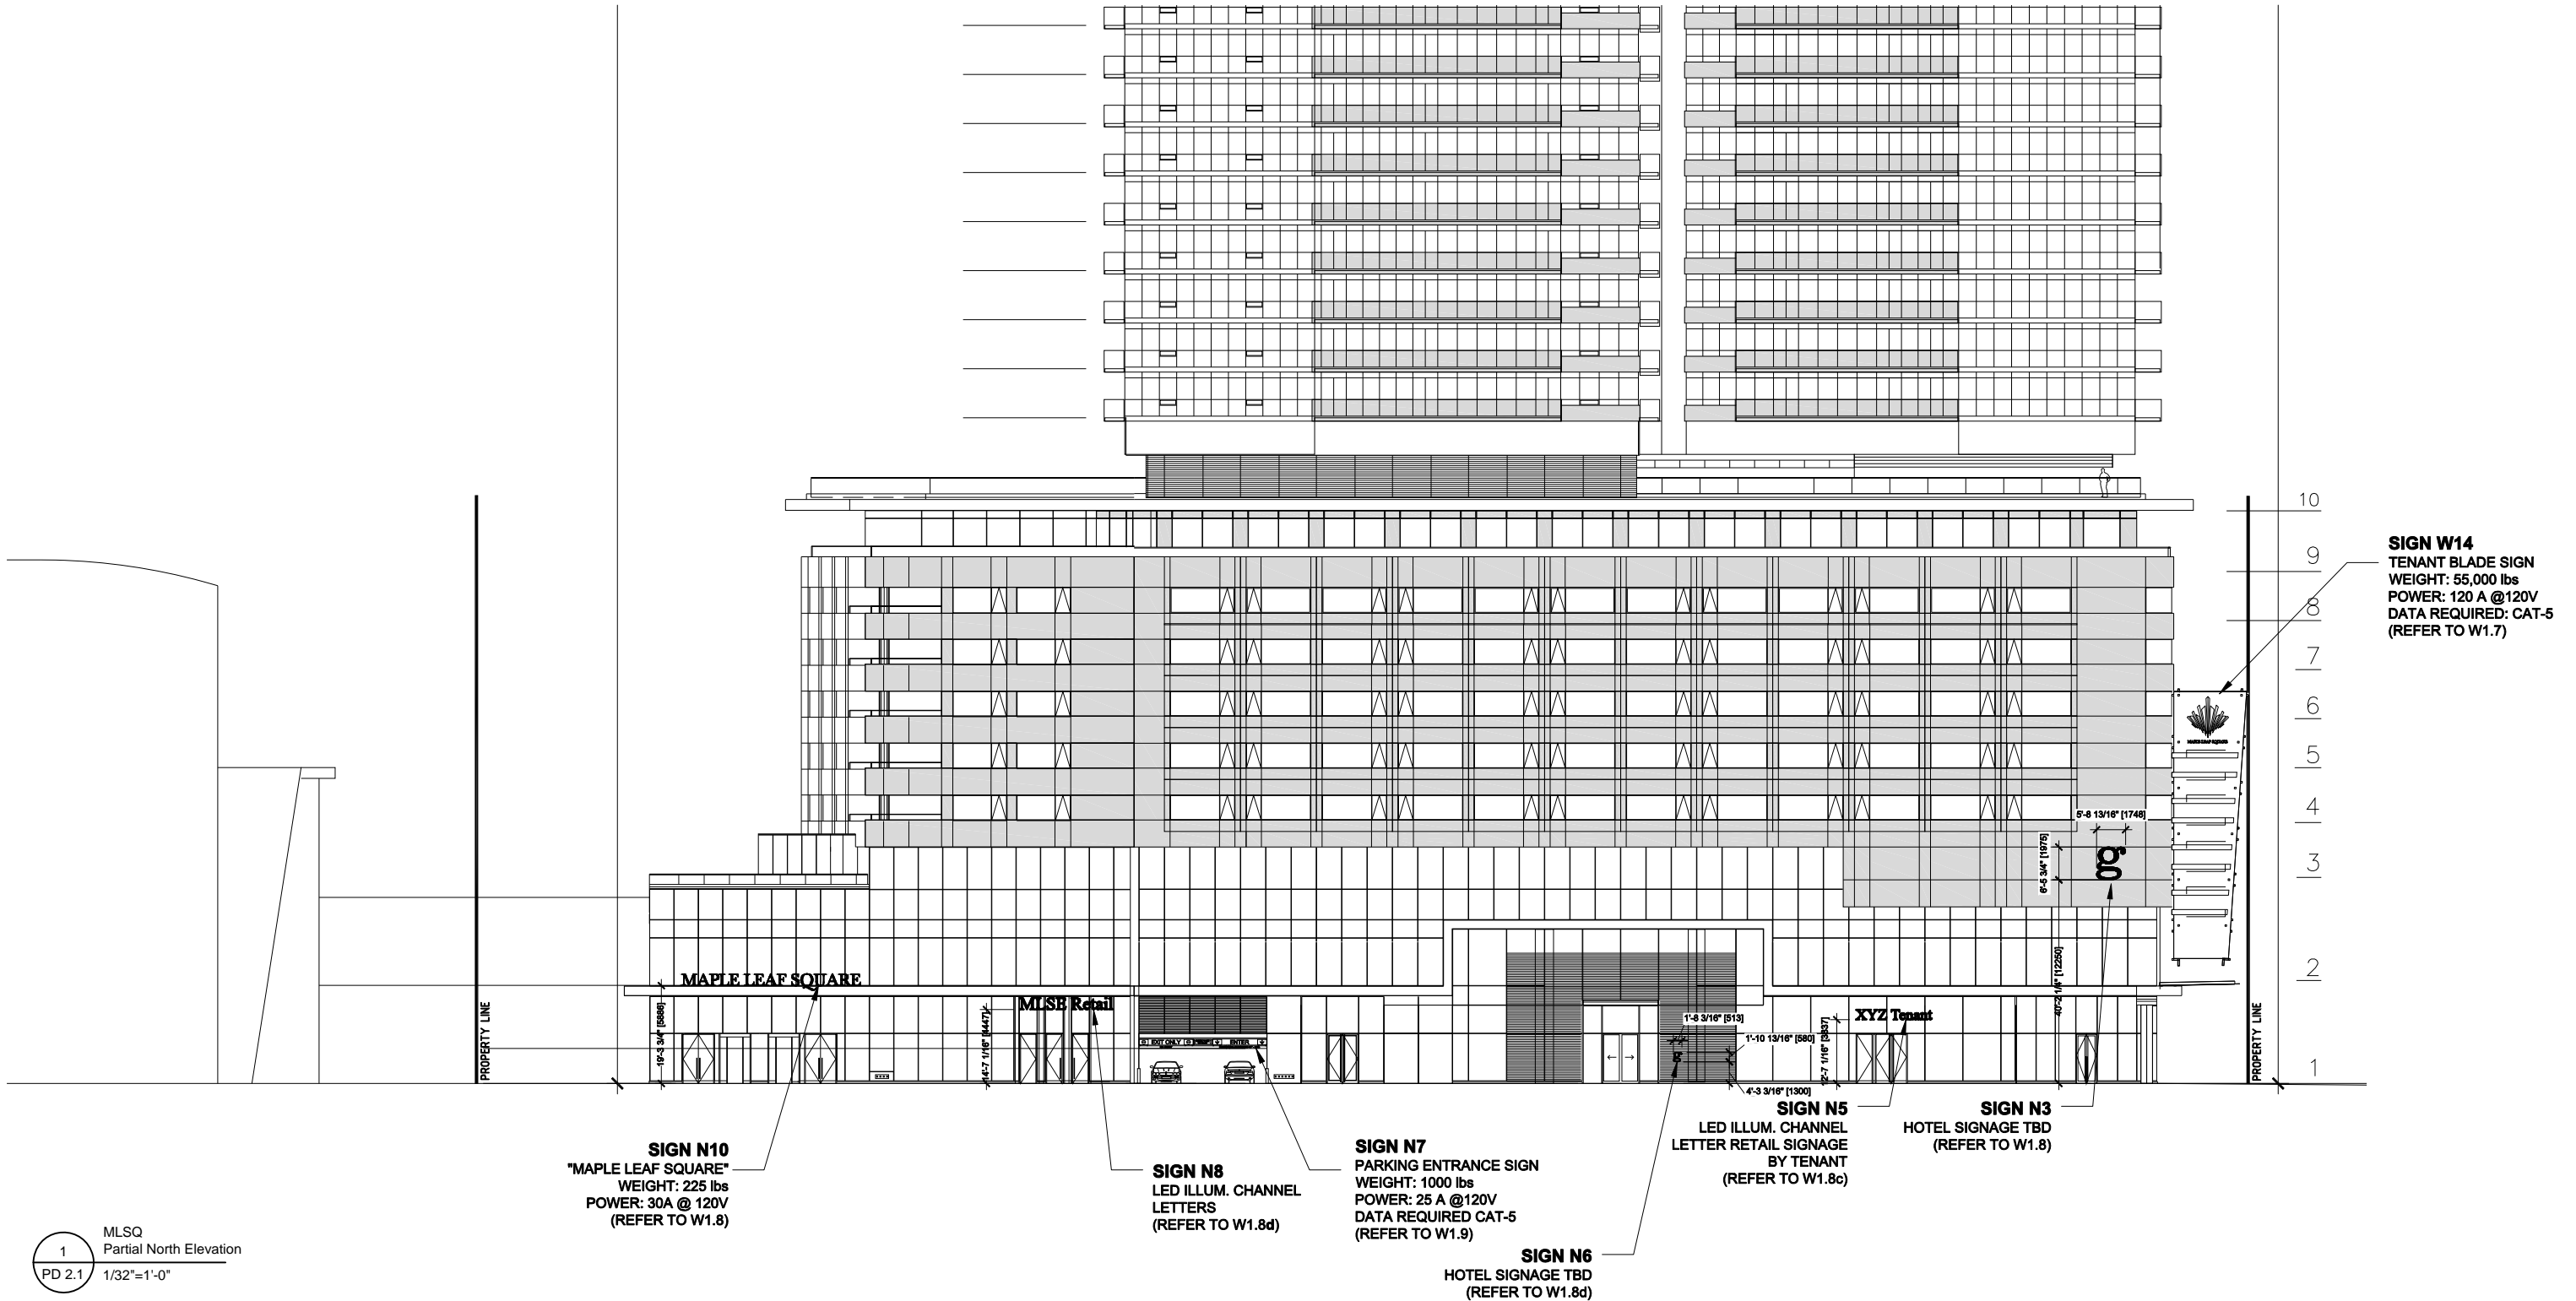 10
9
8
7
6
5
4
3
2
1
SIGN W14
TENANT BLADE SIGN
WEIGHT: 55,000 lbs
POWER: 120 A @120V
DATA REQUIRED: CAT-5
(REFER TO W1.7)
MAPLE LEAF SQUARE
5'-8 13/16" [1748]
6'-5 3/4" [1975]
g
40'-2 1/4" [12250]
MAPLE LEAF SQUARE
MLSE Retail
XYZ Tenant
PROPERTY LINE
19'-3 3/4" [5886]
14'-7 1/16" [4447]
EXIT ONLY
ENTER
1'-8 3/16" [513]
g
1'-10 13/16" [580]
12'-7 1/16" [3837]
4'-3 3/16" [1300]
PROPERTY LINE
SIGN N10
"MAPLE LEAF SQUARE"
WEIGHT: 225 lbs
POWER: 30A @ 120V
(REFER TO W1.8)
SIGN N8
LED ILLUM. CHANNEL
LETTERS
(REFER TO W1.8d)
SIGN N7
PARKING ENTRANCE SIGN
WEIGHT: 1000 lbs
POWER: 25 A @120V
DATA REQUIRED CAT-5
(REFER TO W1.9)
SIGN N6
HOTEL SIGNAGE TBD
(REFER TO W1.8d)
SIGN N5
LED ILLUM. CHANNEL
LETTER RETAIL SIGNAGE
BY TENANT
(REFER TO W1.8c)
SIGN N3
HOTEL SIGNAGE TBD
(REFER TO W1.8)
1
PD 2.1
MLSQ
Partial North Elevation
1/32"=1'-0"